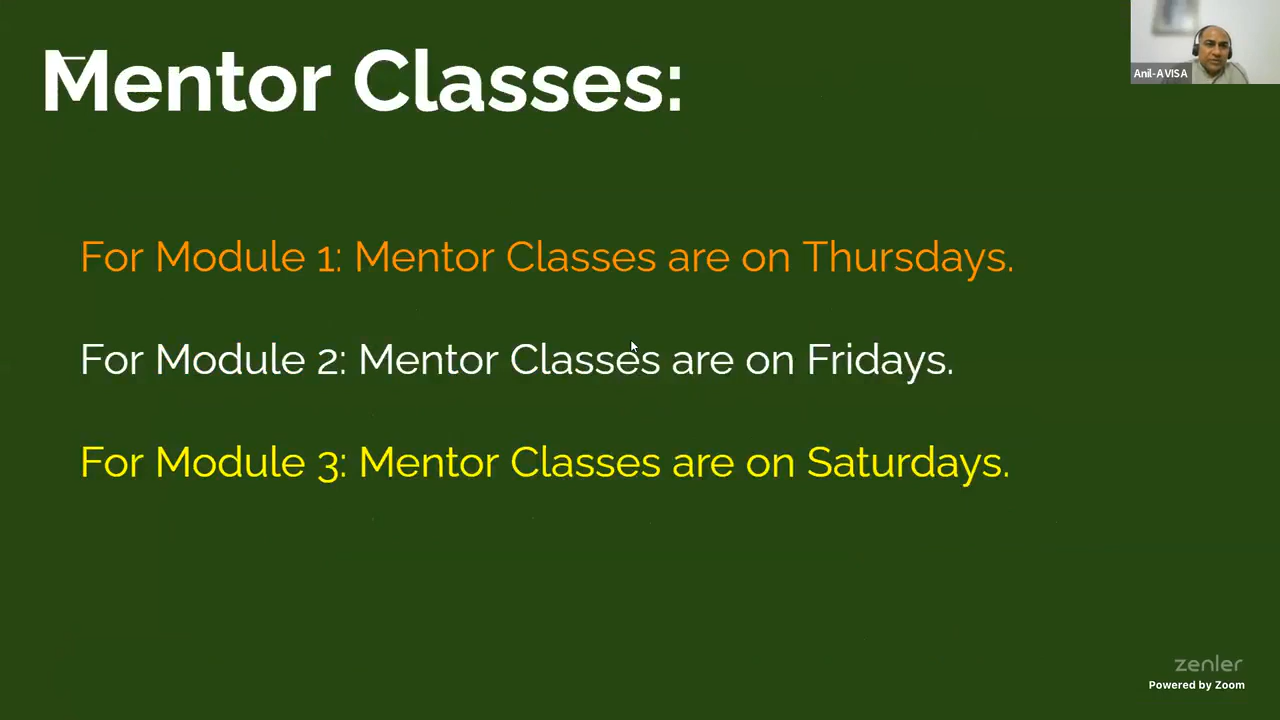 Mentor Classes:
Anil-AVISA
For Module 1: Mentor Classes are on Thursdays.
For Module 2: Mentor Classes are on Fridays.
For Module 3: Mentor Classes are on Saturdays.
zenler
Powered by Zoom